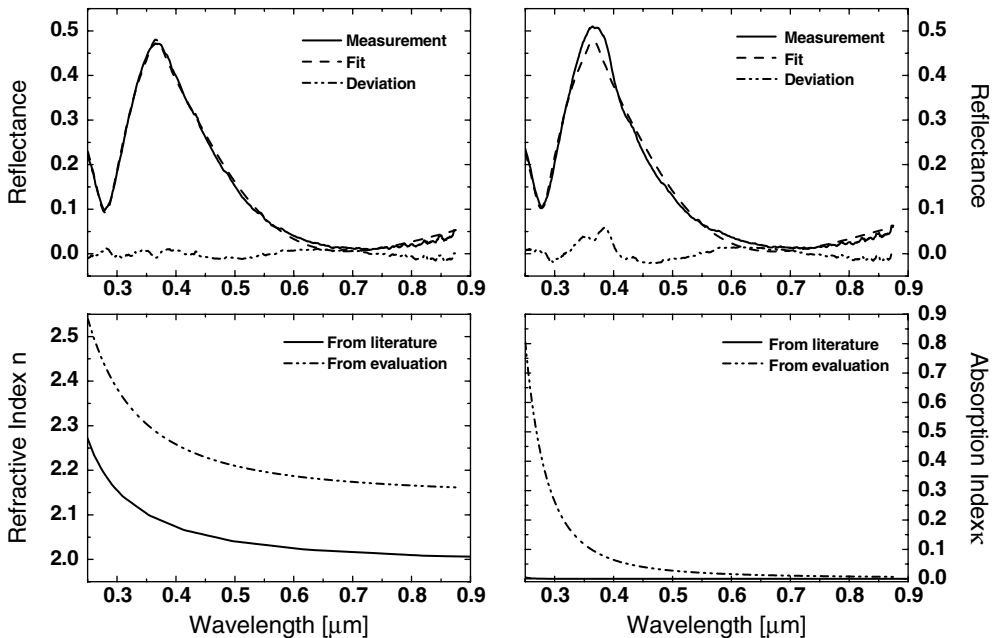 Reflectance
0.5
0.4
0.3
0.2
0.1
0.0
Measurement
Fit
Deviation
0.3 0.4 0.5 0.6 0.7 0.8 0.9
0.5
0.4
0.3
0.2
0.1
0.0
Measurement
Fit
Deviation
0.3 0.4 0.5 0.6 0.7 0.8 0.9
Reflectance
Refractive Index n
2.5
2.4
2.3
2.2
2.1
2.0
From literature
From evaluation
0.3 0.4 0.5 0.6 0.7 0.8 0.9
Wavelength [μm]
From literature
From evaluation
0.9
0.8
0.7
0.6
0.5
0.4
0.3
0.2
0.1
0.0
Absorption Indexκ
0.3 0.4 0.5 0.6 0.7 0.8 0.9
Wavelength [μm]